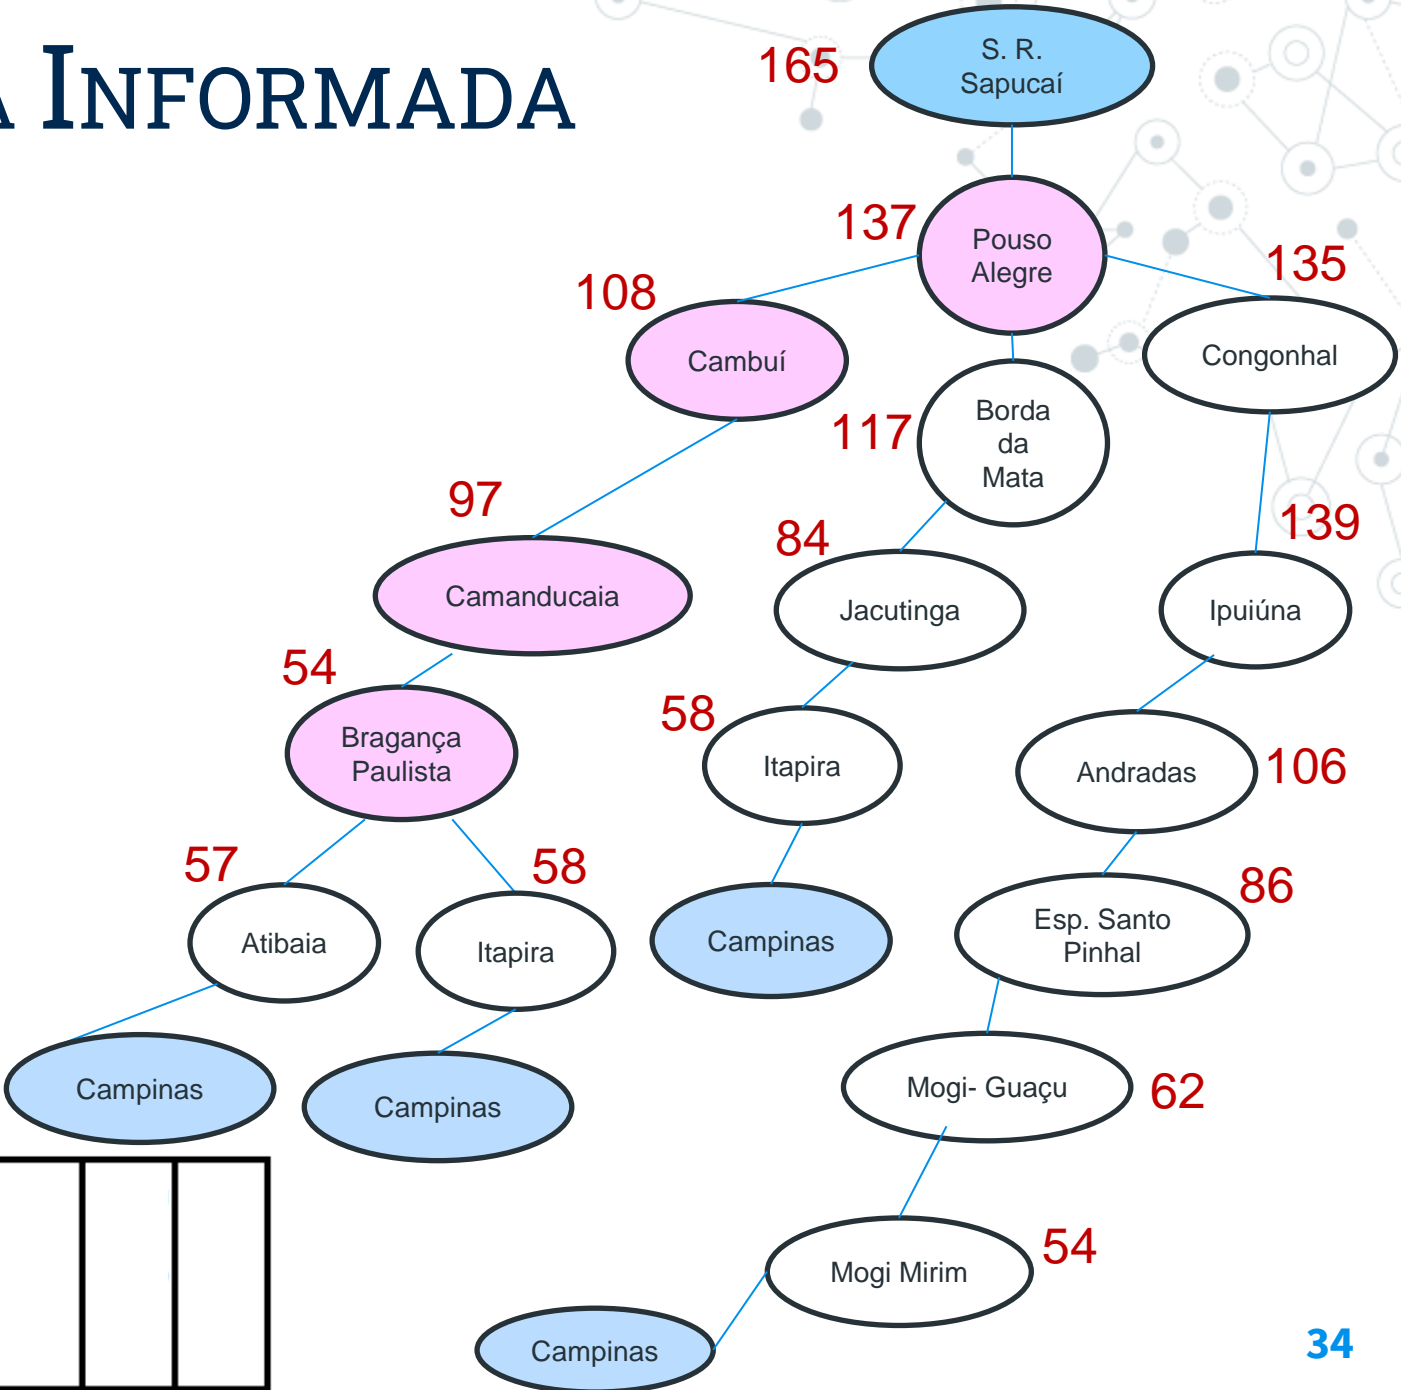 A INFORMADA
165
S. R.
Sapucaí
137
Pouso
Alegre
108
Cambuí
135
Congonhal
117
Borda
da
Mata
97
Camanducaia
84
Jacutinga
139
Ipuiúna
54
Bragança
Paulista
58
Itapira
Andradas
106
57
Atibaia
58
Itapira
Campinas
86
Esp. Santo
Pinhal
Campinas
Campinas
Mogi- Guaçu
62
Mogi Mirim
54
Campinas
34